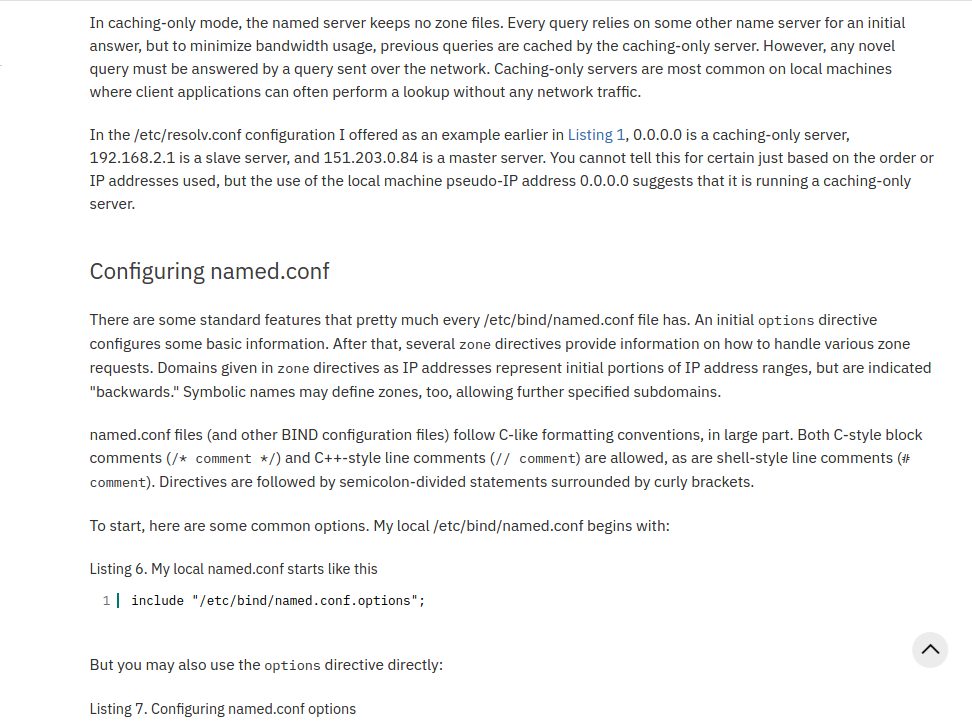 In caching-only mode, the named server keeps no zone files. Every query relies on some other name server for an initial
answer, but to minimize bandwidth usage, previous queries are cached by the caching-only server. However, any novel
query must be answered by a query sent over the network. Caching-only servers are most common on local machines
where client applications can often perform a lookup without any network traffic.
In the /etc/resolv.conf configuration I offered as an example earlier in Listing 1, 0.0.0.0 is a caching-only server,
192.168.2.1 is a slave server, and 151.203.0.84 is a master server. You cannot tell this for certain just based on the order or
IP addresses used, but the use of the local machine pseudo-IP address 0.0.0.0 suggests that it is running a caching-only
server.
Configuring named.conf
There are some standard features that pretty much every /etc/bind/named.conf file has. An initial options directive
configures some basic information. After that, several zone directives provide information on how to handle various zone
requests. Domains given in zone directives as IP addresses represent initial portions of IP address ranges, but are indicated
"backwards." Symbolic names may define zones, too, allowing further specified subdomains.
named.conf files (and other BIND configuration files) follow C-like formatting conventions, in large part. Both C-style block
comments (/* comment */) and C++-style line comments (// comment) are allowed, as are shell-style line comments (#
comment). Directives are followed by semicolon-divided statements surrounded by curly brackets.
To start, here are some common options. My local /etc/bind/named.conf begins with:
Listing 6. My local named.conf starts like this
1 include "/etc/bind/named.conf.options";
But you may also use the options directive directly:
Listing 7. Configuring named.conf options